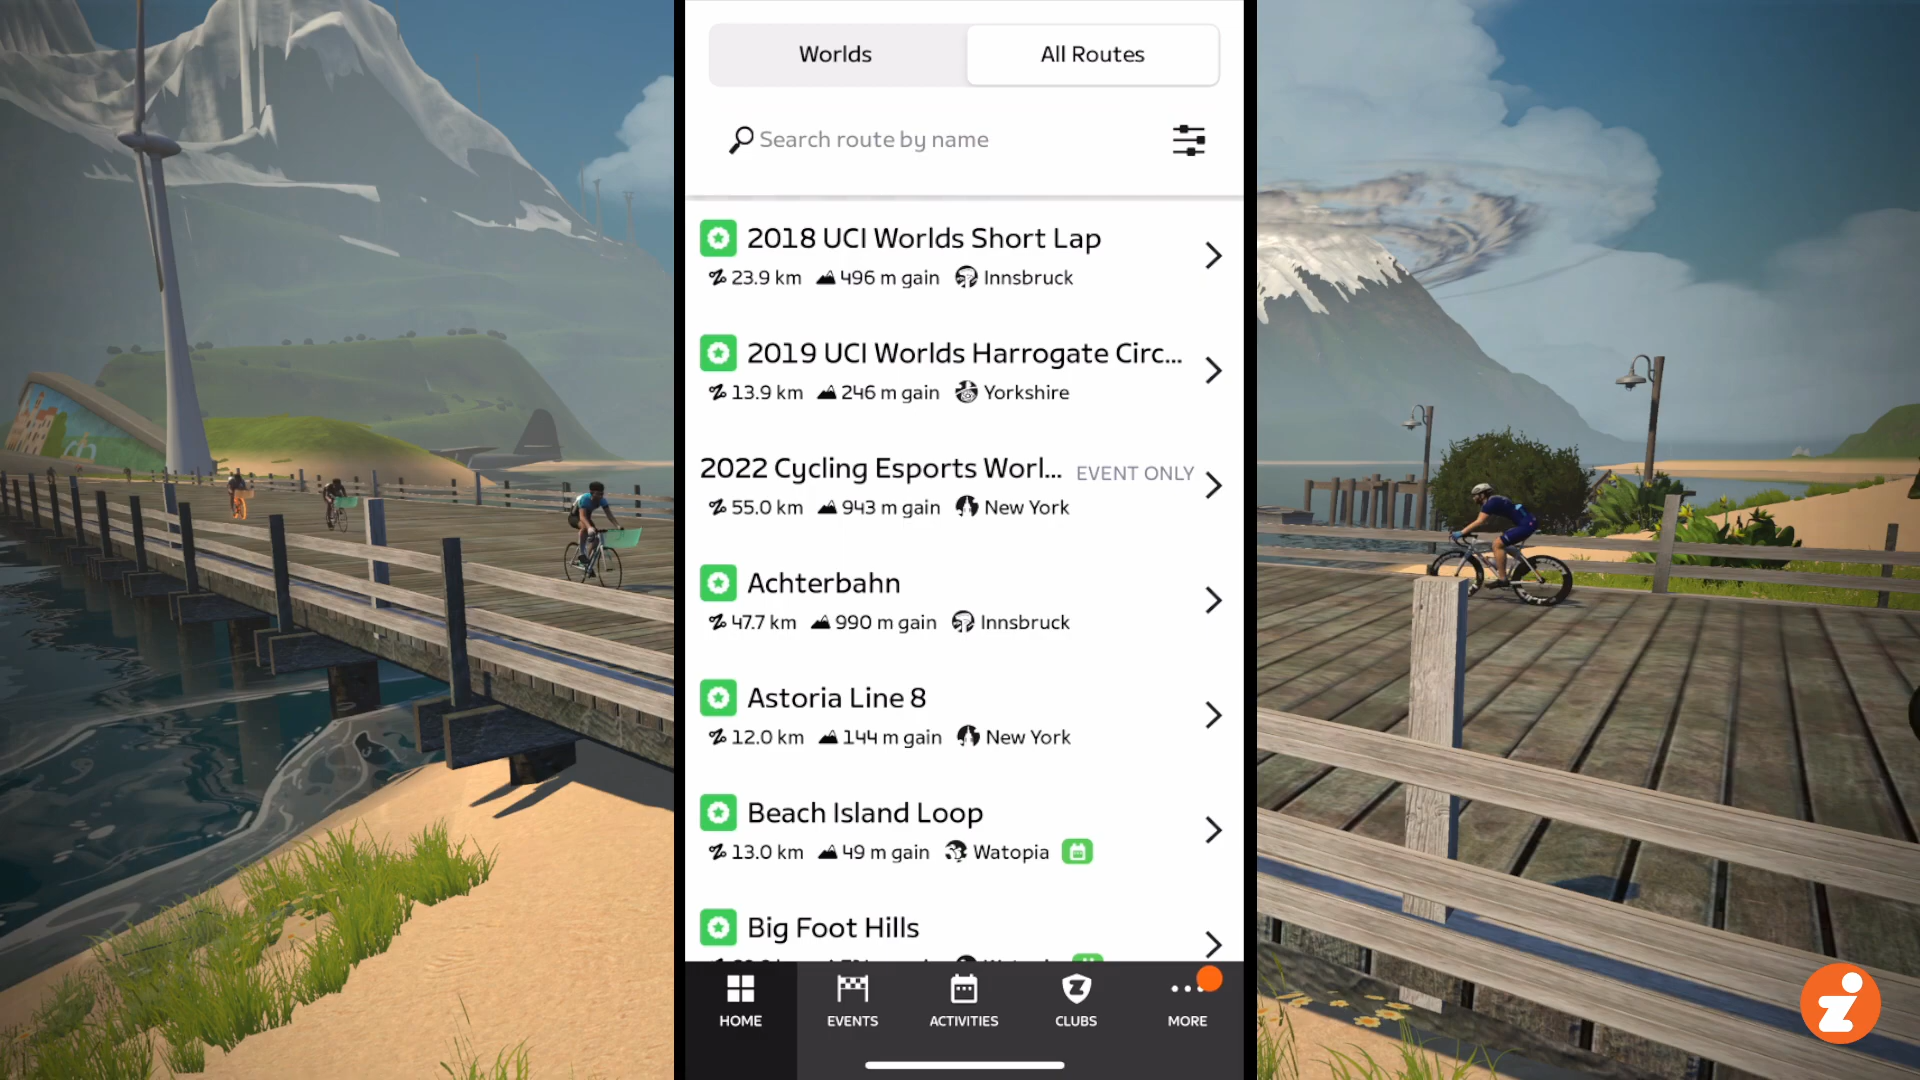 Worlds
All Routes
Search route by name
2018 UCI Worlds Short Lap
23.9 km 496 m gain Innsbruck
2019 UCI Worlds Harrogate Circ...
13.9 km 246 m gain Yorkshire
2022 Cycling Esports Worl... EVENT ONLY
55.0 km 943 m gain New York
Achterbahn
47.7 km 990 m gain Innsbruck
Astoria Line 8
12.0 km 144 m gain New York
Beach Island Loop
13.0 km 49 m gain Watopia
Big Foot Hills
HOME
EVENTS
ACTIVITIES
CLUBS
MORE